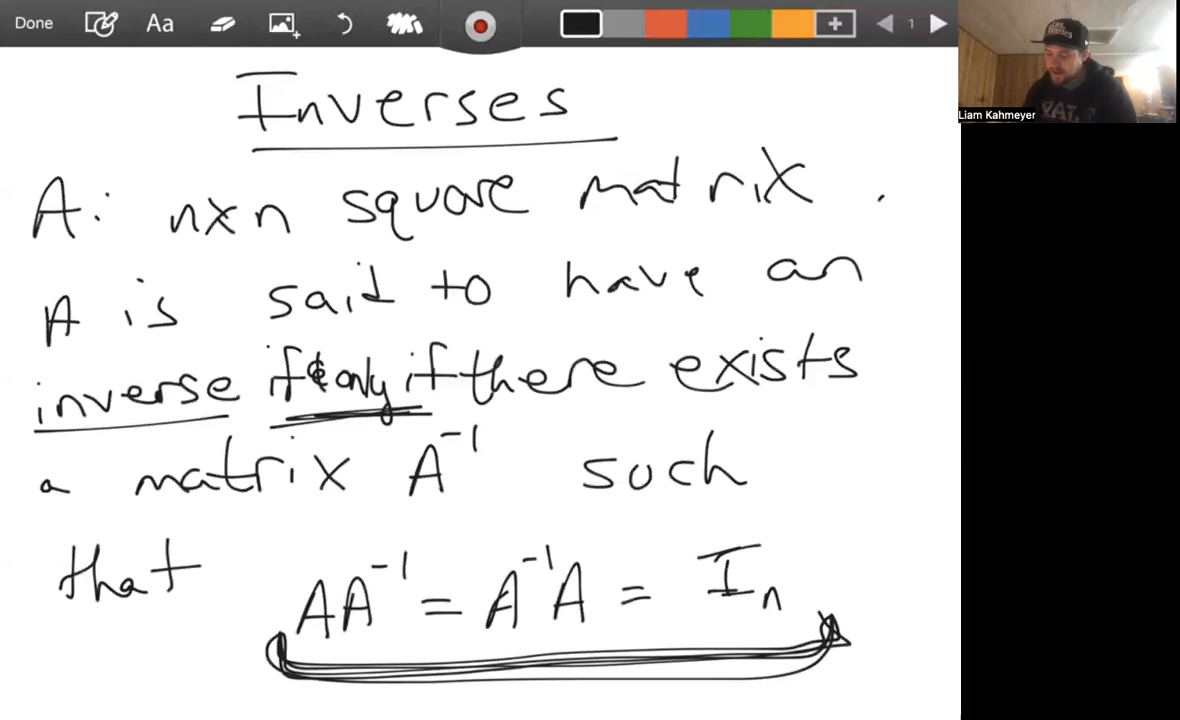 Done Aa 1
Liam Kahmeyer
YAL
Inverses
A: nxn square matrix.
A is said to have an
inverse if & only if there exists
a matrix A⁻¹ such
that AA⁻¹ = A⁻¹A = Iₙ